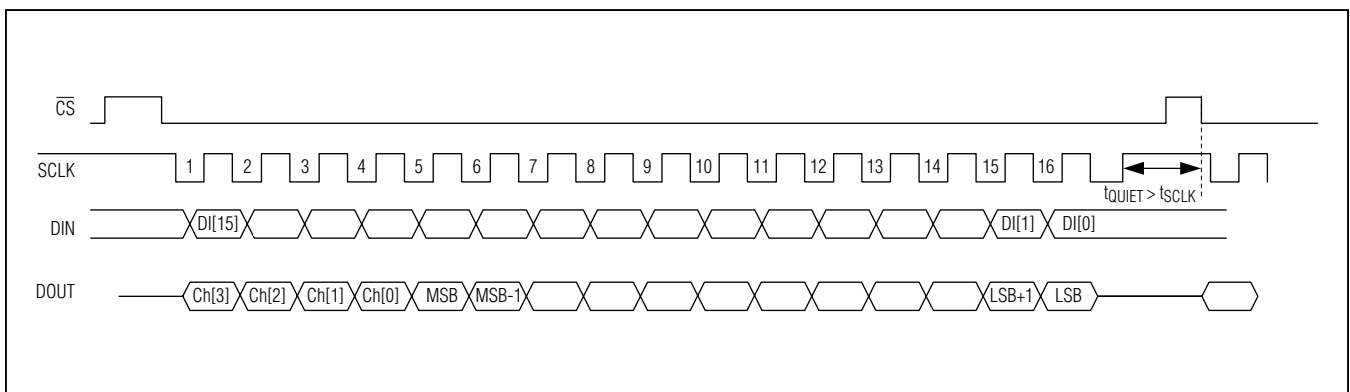 CS
SCLK 1 2 3 4 5 6 7 8 9 10 11 12 13 14 15 16
tQUIET > tSCLK
DIN DI[15] DI[1] DI[0]
DOUT Ch[3] Ch[2] Ch[1] Ch[0] MSB MSB-1 LSB+1 LSB